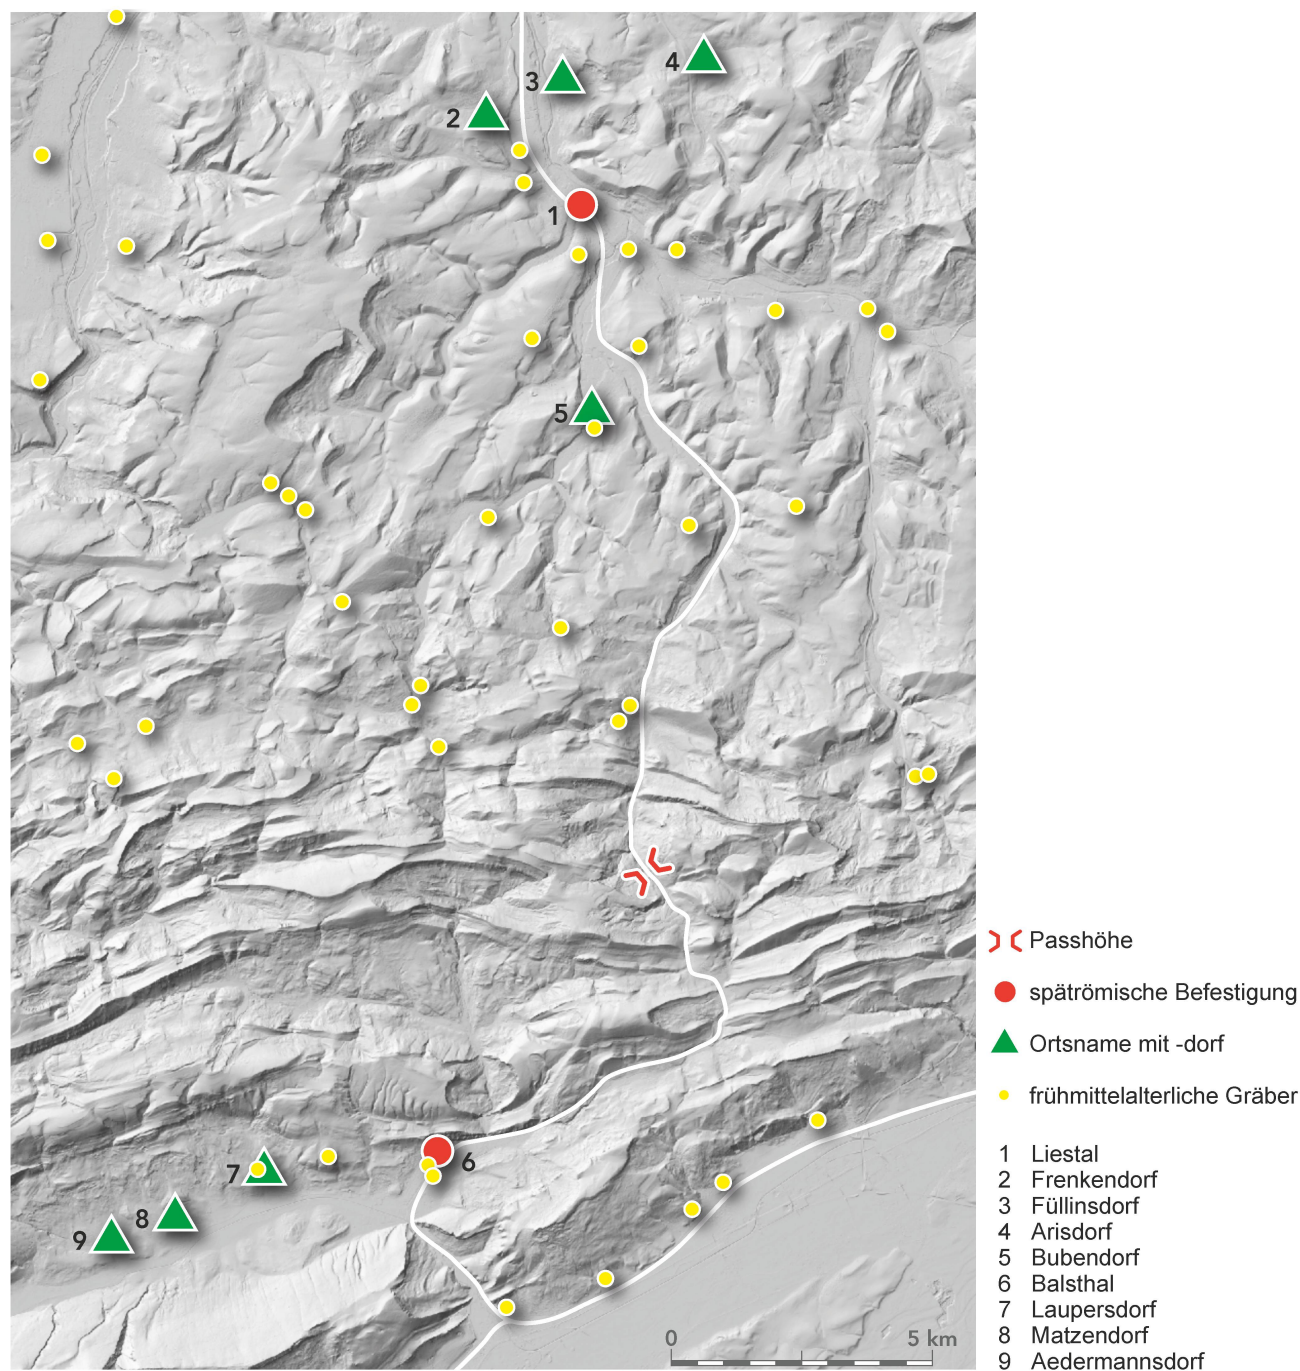 4
3
2
1
5
6
7
8
9
0 5 km
Passhöhe
spätrömische Befestigung
Ortsname mit -dorf
frühmittelalterliche Gräber
1 Liestal
2 Frenkendorf
3 Füllinsdorf
4 Arisdorf
5 Bubendorf
6 Balsthal
7 Laupersdorf
8 Matzendorf
9 Aedermannsdorf